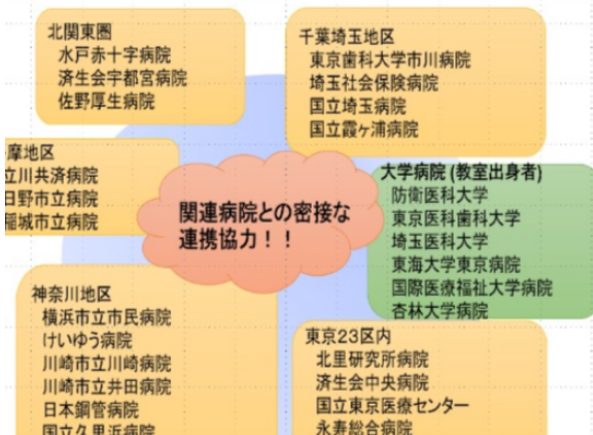 北関東圏
水戸赤十字病院
済生会宇都宮病院
佐野厚生病院
千葉埼玉地区
東京歯科大学市川病院
埼玉社会保険病院
国立埼玉病院
国立霞ヶ浦病院
摩地区
立川共済病院
日野市立病院
稲城市立病院
関連病院との密接な
連携協力！！
大学病院 (教室出身者)
防衛医科大学
東京医科歯科大学
埼玉医科大学
東海大学東京病院
国際医療福祉大学病院
杏林大学病院
神奈川地区
横浜市立市民病院
けいゆう病院
川崎市立川崎病院
川崎市立井田病院
日本鋼管病院
国立久里浜病院
東京23区内
北里研究所病院
済生会中央病院
国立東京医療センター
永寿総合病院